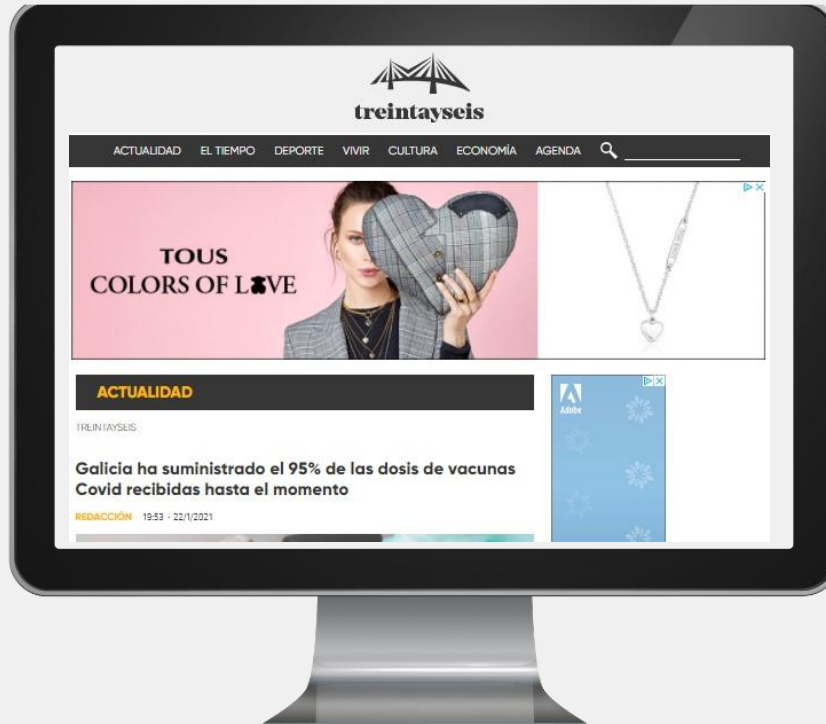 treintayseis
ACTUALIDAD EL TIEMPO DEPORTE VIVIR CULTURA ECONOMÍA AGENDA
TOUS
COLORS OF LOVE
ACTUALIDAD
Adobe
TREINTAYSEIS
Galicia ha suministrado el 95% de las dosis de vacunas
Covid recibidas hasta el momento
REDACCIÓN 19:53 - 22/1/2021